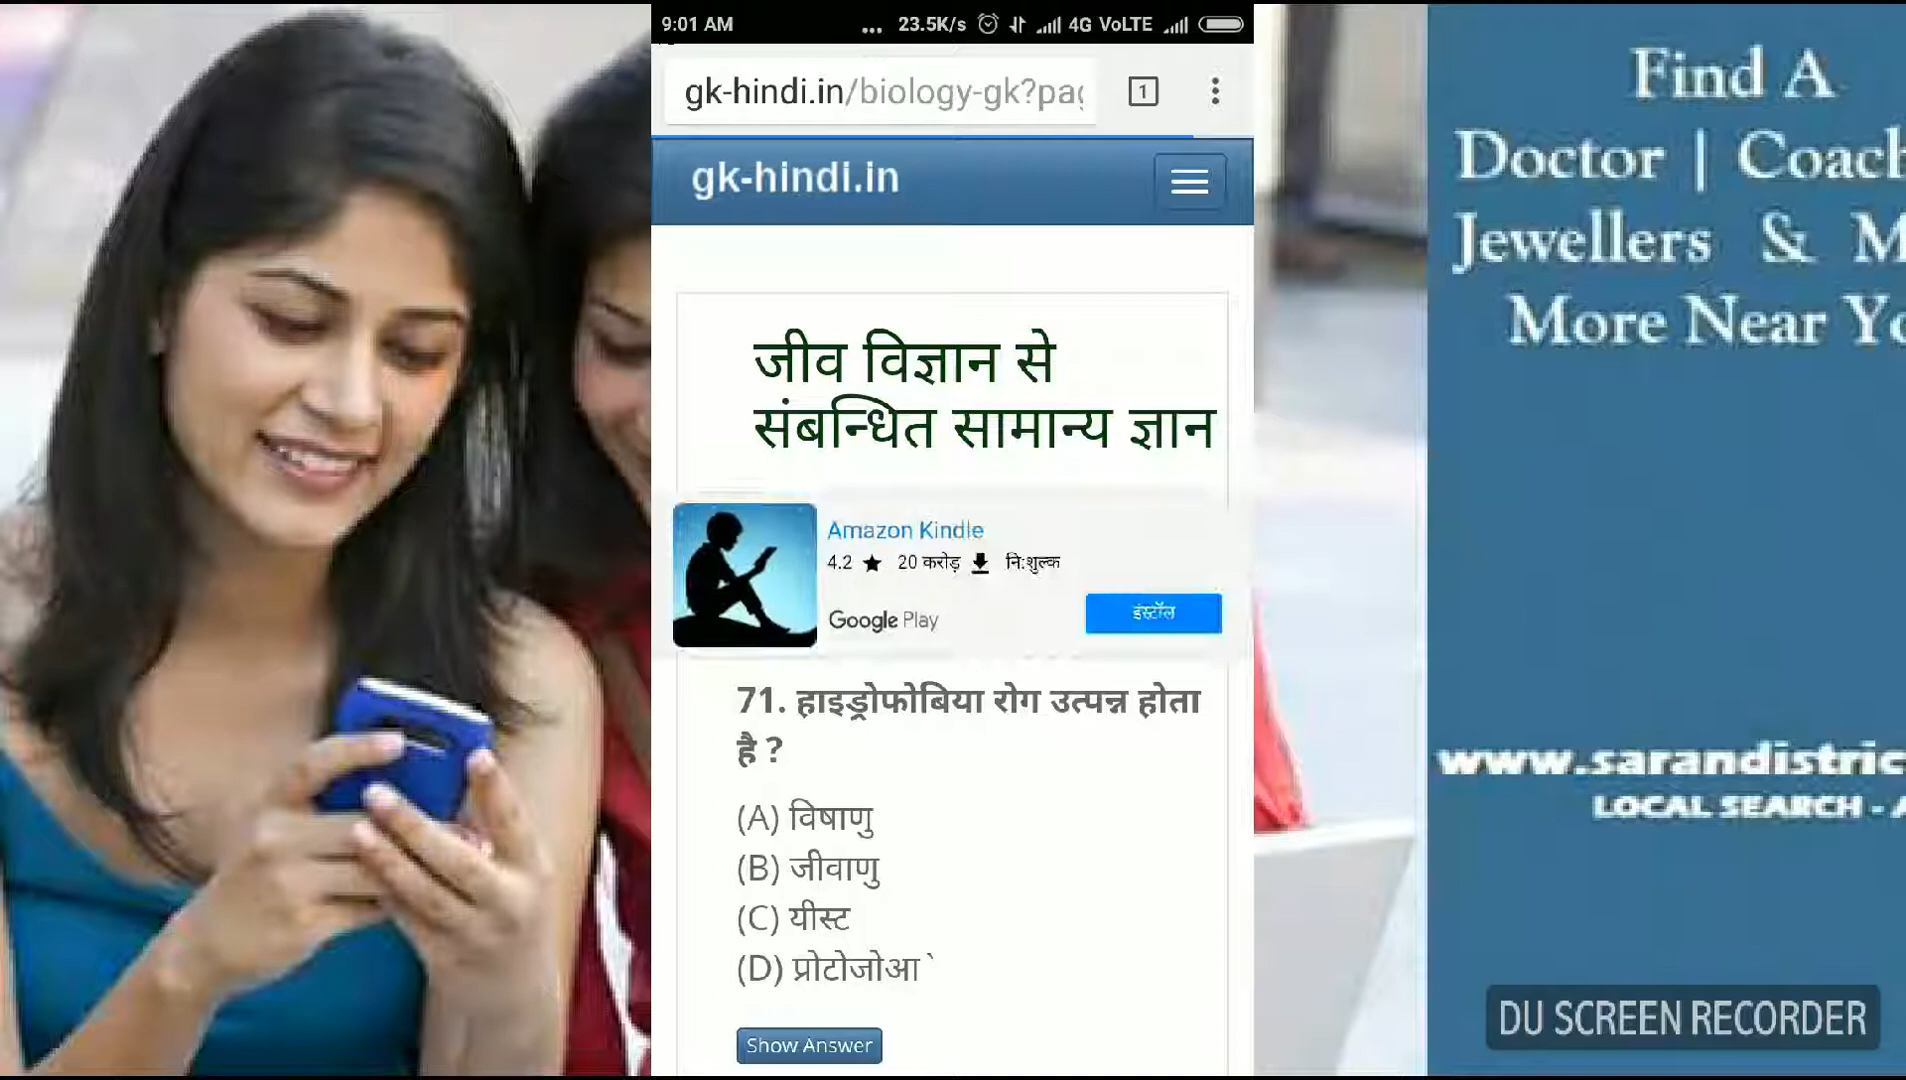 9:01 AM ... 23.5K/s 4G VoLTE
gk-hindi.in/biology-gk?pag
1
gk-hindi.in
जीव विज्ञान से
संबन्धित सामान्य ज्ञान
Amazon Kindle
4.2 ★ 20 करोड़ नि:शुल्क
Google Play
इंस्टॉल
71. हाइड्रोफोबिया रोग उत्पन्न होता
है ?
(A) विषाणु
(B) जीवाणु
(C) यीस्ट
(D) प्रोटोजोआ`
Show Answer
Find A
Doctor | Coach
Jewellers & M
More Near Yo
www.sarandistric
LOCAL SEARCH - A
DU SCREEN RECORDER